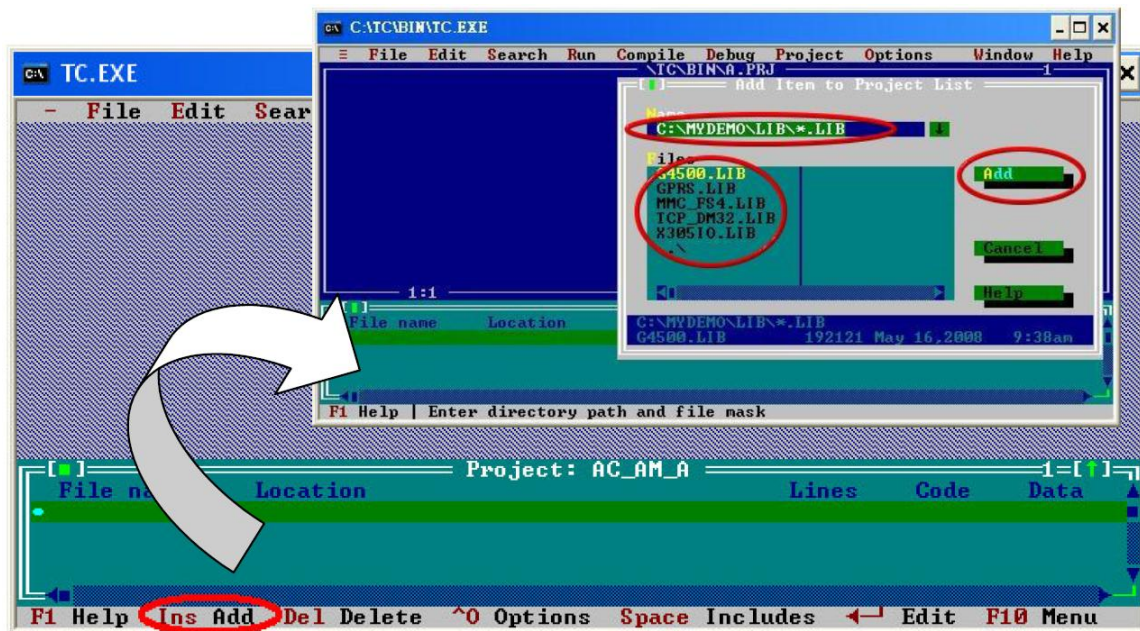 C:\TC\BIN\TC.EXE
≡ File Edit Search Run Compile Debug Project Options Window Help
\TC\BIN\A.PRJ 1
Add Item to Project List
Name
C:\MYDEMO\LIB\*.LIB
Files
G4500.LIB
GPRS.LIB
MMC_FS4.LIB
TCP_DM32.LIB
X305IO.LIB
..\
Add
Cancel
Help
C:\MYDEMO\LIB\*.LIB
G4500.LIB 192121 May 16,2008 9:38am
1:1
File name Location
F1 Help | Enter directory path and file mask
TC.EXE
- File Edit Sear
Project: AC_AM_A 1=[↑]
File na Location Lines Code Data
F1 Help Ins Add Del Delete ^O Options Space Includes ←┘ Edit F10 Menu